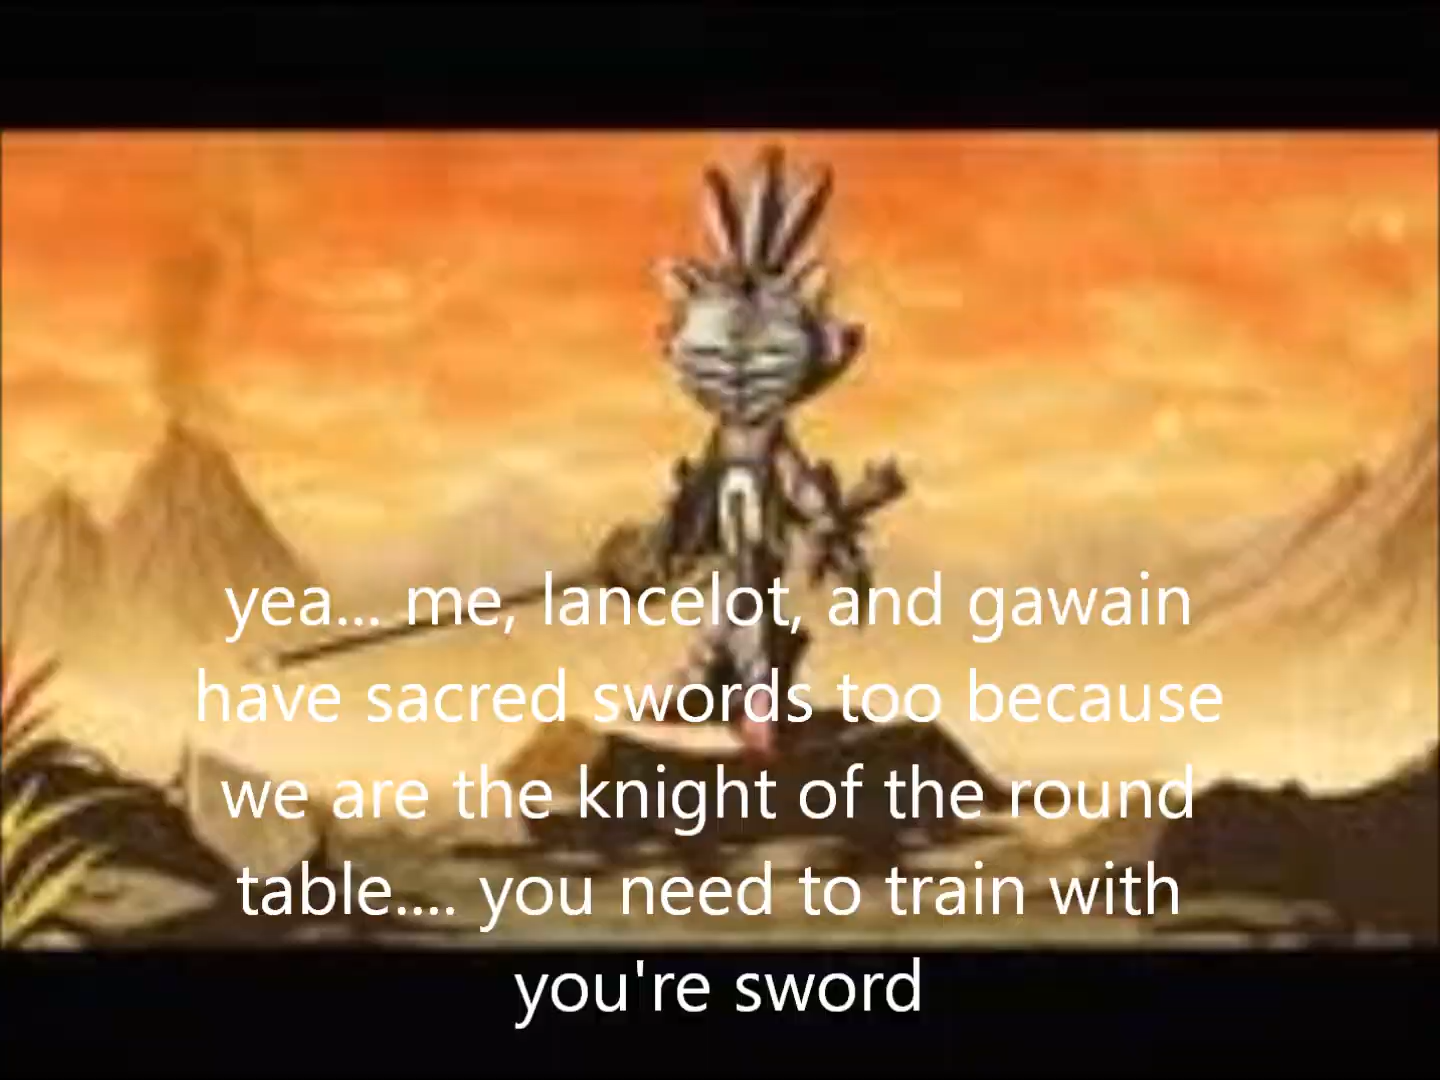 yea... me, lancelot, and gawain
have sacred swords too because
we are the knight of the round
table.... you need to train with
you're sword